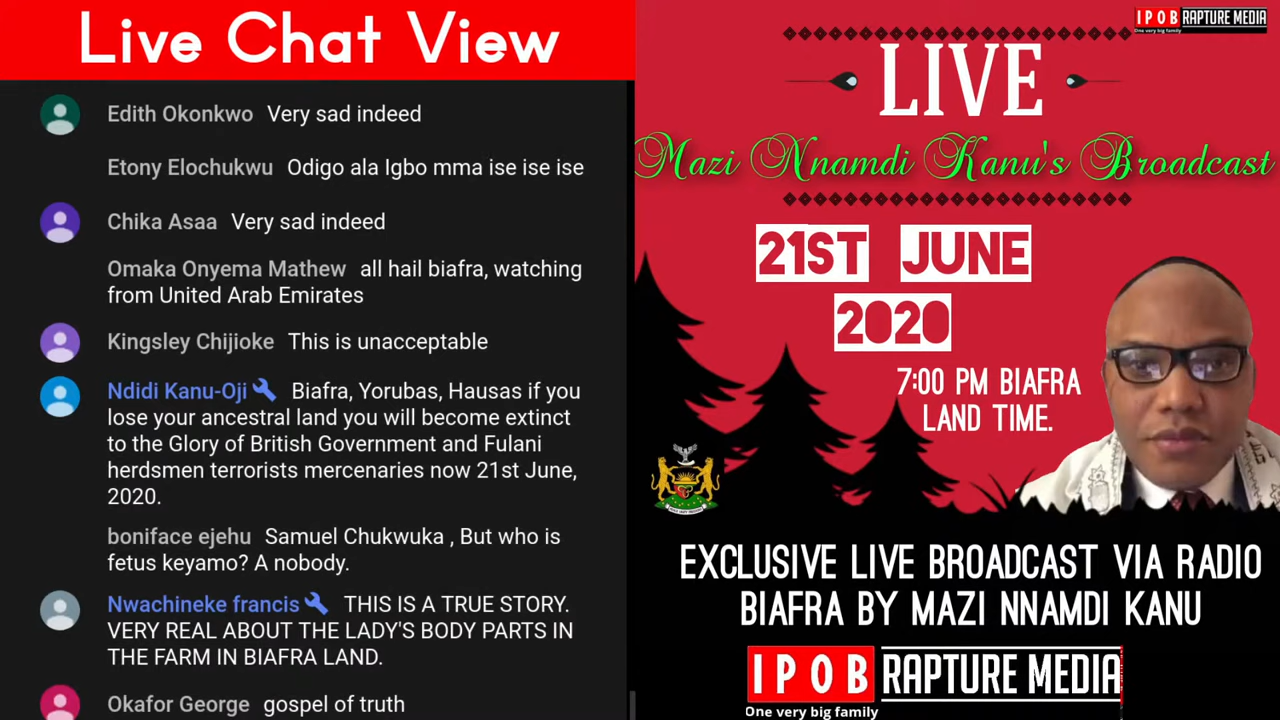 Live Chat View
Edith Okonkwo Very sad indeed
Etony Elochukwu Odigo ala Igbo mma ise ise ise
Chika Asaa Very sad indeed
Omaka Onyema Mathew all hail biafra, watching
from United Arab Emirates
Kingsley Chijioke This is unacceptable
Ndidi Kanu-Oji Biafra, Yorubas, Hausas if you
lose your ancestral land you will become extinct
to the Glory of British Government and Fulani
herdsmen terrorists mercenaries now 21st June,
2020.
boniface ejehu Samuel Chukwuka , But who is
fetus keyamo? A nobody.
Nwachineke francis THIS IS A TRUE STORY.
VERY REAL ABOUT THE LADY'S BODY PARTS IN
THE FARM IN BIAFRA LAND.
Okafor George gospel of truth
IPOB RAPTURE MEDIA
One very big family
LIVE
Mazi Nnamdi Kanu's Broadcast
21ST JUNE
2020
7:00 PM BIAFRA
LAND TIME.
EXCLUSIVE LIVE BROADCAST VIA RADIO
BIAFRA BY MAZI NNAMDI KANU
IPOB RAPTURE MEDIA
One very big family